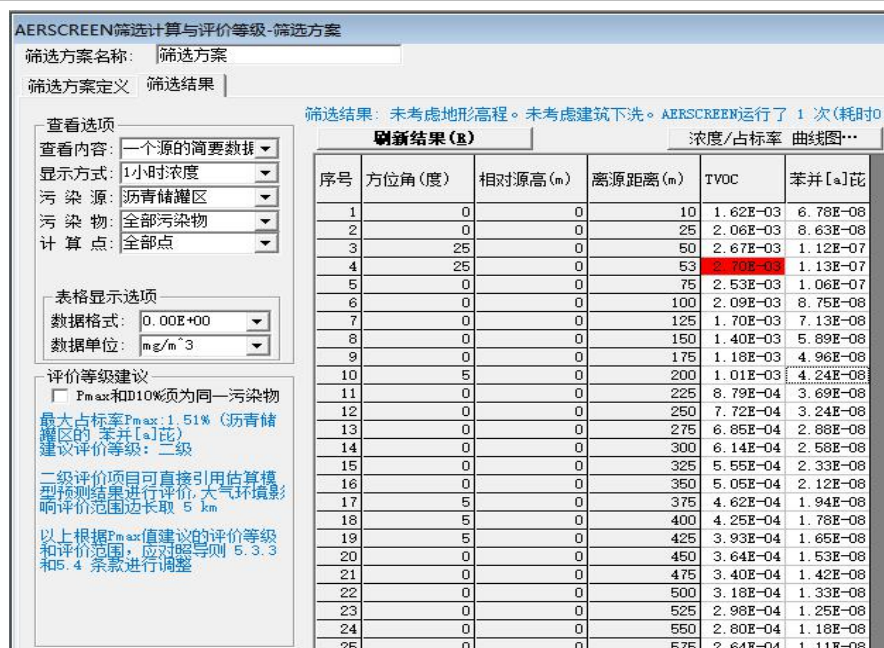 AERSCREEN筛选计算与评价等级-筛选方案
筛选方案名称: 筛选方案
筛选方案定义 筛选结果
筛选结果: 未考虑地形高程。未考虑建筑下洗。AERSCREEN运行了 1 次(耗时0
刷新结果(R) 浓度/占标率 曲线图…
查看选项
查看内容: 一个源的简要数据
显示方式: 1小时浓度
污 染 源: 沥青储罐区
污 染 物: 全部污染物
计 算 点: 全部点
表格显示选项
数据格式: 0.00E+00
数据单位: mg/m^3
评价等级建议
Pmax和D10%须为同一污染物
最大占标率Pmax:1.51% (沥青储
罐区的 苯并[a]芘)
建议评价等级: 二级
二级评价项目可直接引用估算模
型预测结果进行评价,大气环境影
响评价范围边长取 5 km
以上根据Pmax值建议的评价等级
和评价范围，应对照导则 5.3.3
和5.4 条款进行调整
序号 方位角(度) 相对源高(m) 离源距离(m) TVOC 苯并[a]芘
1 0 0 10 1.62E-03 6.78E-08
2 0 0 25 2.06E-03 8.63E-08
3 25 0 50 2.67E-03 1.12E-07
4 25 0 53 2.70E-03 1.13E-07
5 0 0 75 2.53E-03 1.06E-07
6 0 0 100 2.09E-03 8.75E-08
7 0 0 125 1.70E-03 7.13E-08
8 0 0 150 1.40E-03 5.89E-08
9 0 0 175 1.18E-03 4.96E-08
10 5 0 200 1.01E-03 4.24E-08
11 0 0 225 8.79E-04 3.69E-08
12 0 0 250 7.72E-04 3.24E-08
13 0 0 275 6.85E-04 2.88E-08
14 0 0 300 6.14E-04 2.58E-08
15 0 0 325 5.55E-04 2.33E-08
16 0 0 350 5.05E-04 2.12E-08
17 5 0 375 4.62E-04 1.94E-08
18 5 0 400 4.25E-04 1.78E-08
19 5 0 425 3.93E-04 1.65E-08
20 0 0 450 3.64E-04 1.53E-08
21 0 0 475 3.40E-04 1.42E-08
22 0 0 500 3.18E-04 1.33E-08
23 0 0 525 2.98E-04 1.25E-08
24 0 0 550 2.80E-04 1.18E-08
25 0 0 575 2.64E-04 1.11E-08